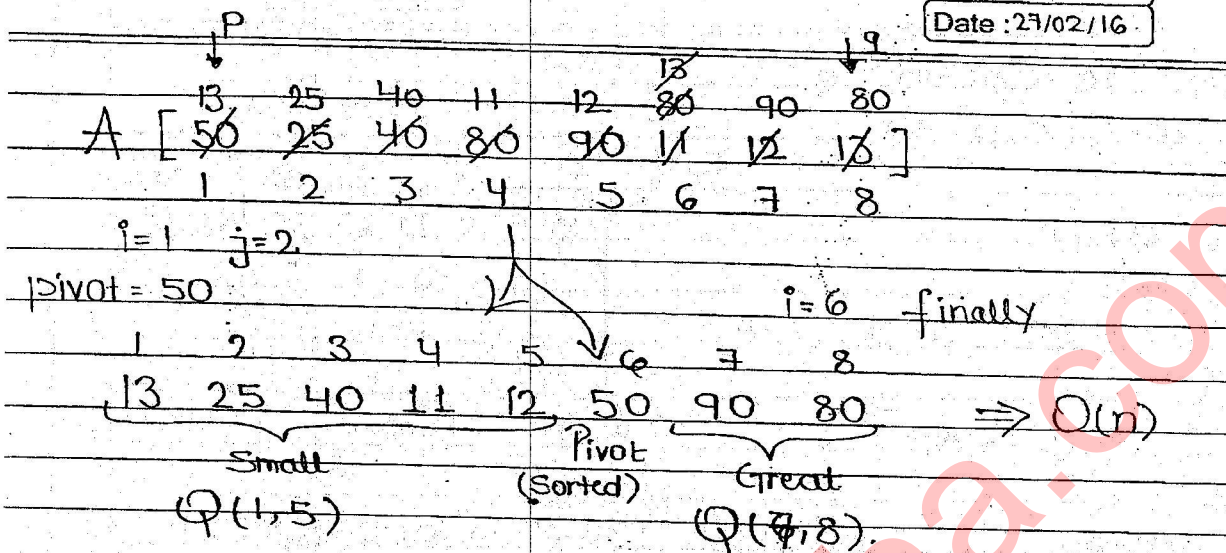 Date : 27/02/16
P q
13
13 25 40 11 12 80 90 80
A [ 50 25 40 80 90 11 12 13 ]
1 2 3 4 5 6 7 8
i=1 j=2
pivot = 50 i=6 finally
1 2 3 4 5 6 7 8
13 25 40 11 12 50 90 80 ⇒ O(n)
Small Pivot (Sorted) Great
Q(1,5) Q(7,8).